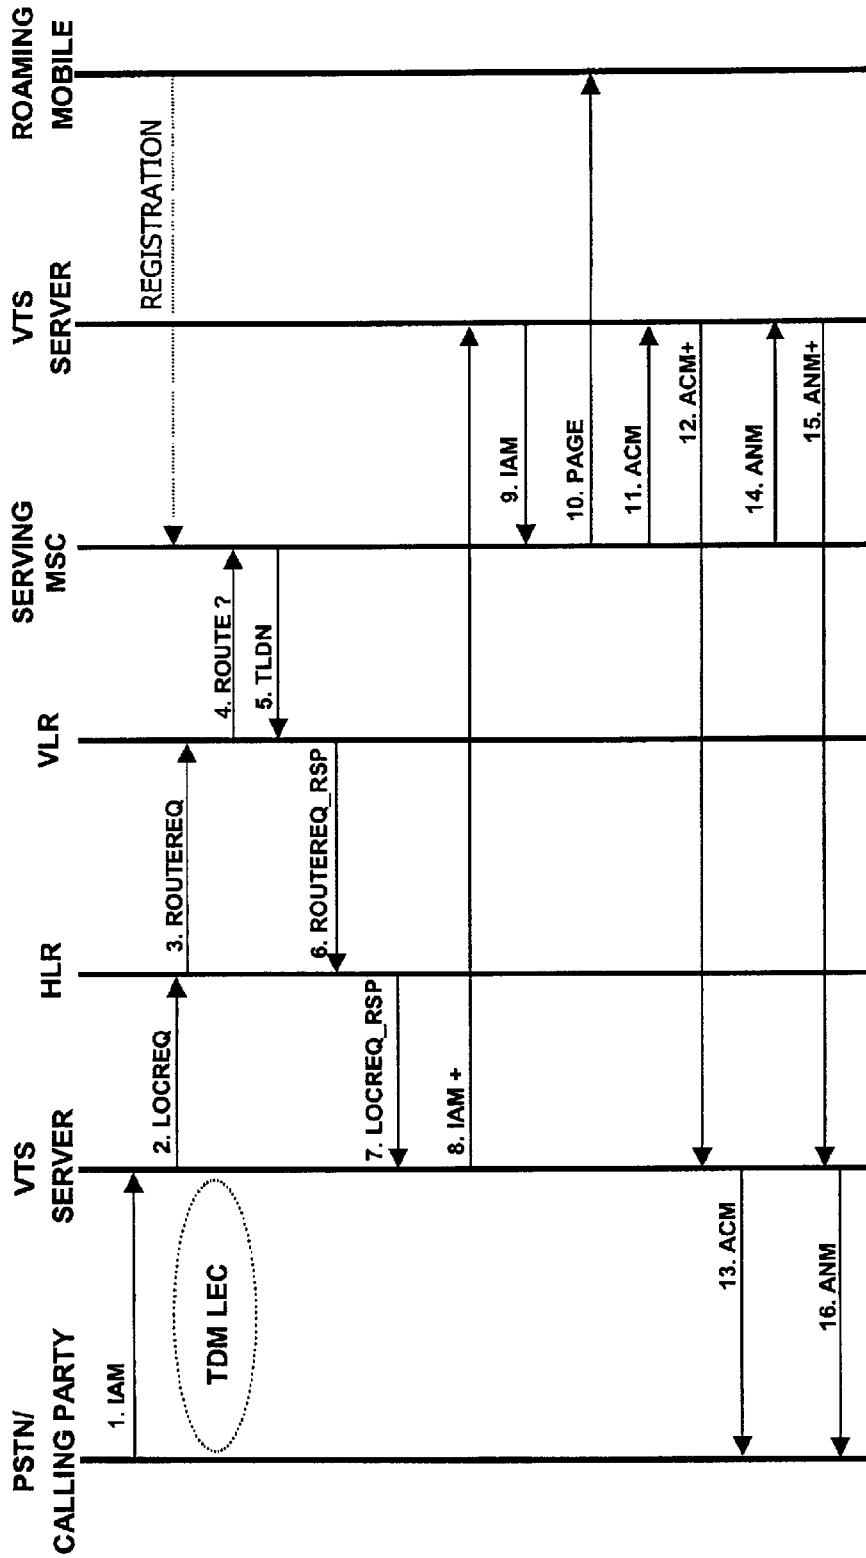 PSTN/
CALLING PARTY
VTS
SERVER
HLR
VLR
SERVING
MSC
VTS
SERVER
ROAMING
MOBILE
REGISTRATION
1. IAM
TDM LEC
2. LOCREQ
3. ROUTEREQ
4. ROUTE ?
5. TLDN
6. ROUTEREQ_RSP
7. LOCREQ_RSP
8. IAM +
9. IAM
10. PAGE
11. ACM
12. ACM+
13. ACM
14. ANM
15. ANM+
16. ANM